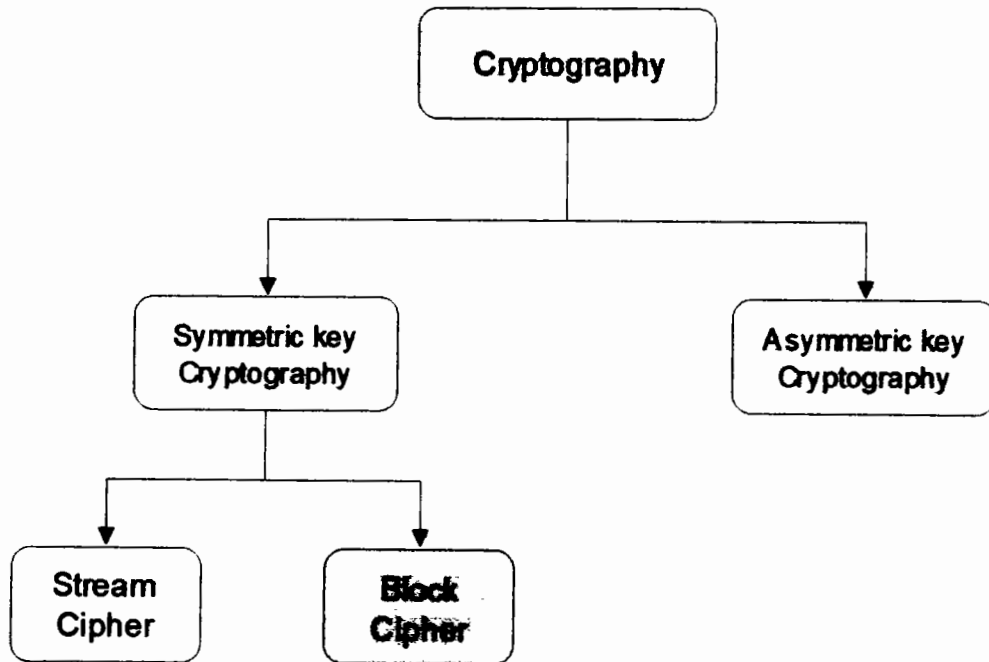 Cryptography
Symmetric key
Cryptography
Asymmetric key
Cryptography
Stream
Cipher
Block
Cipher